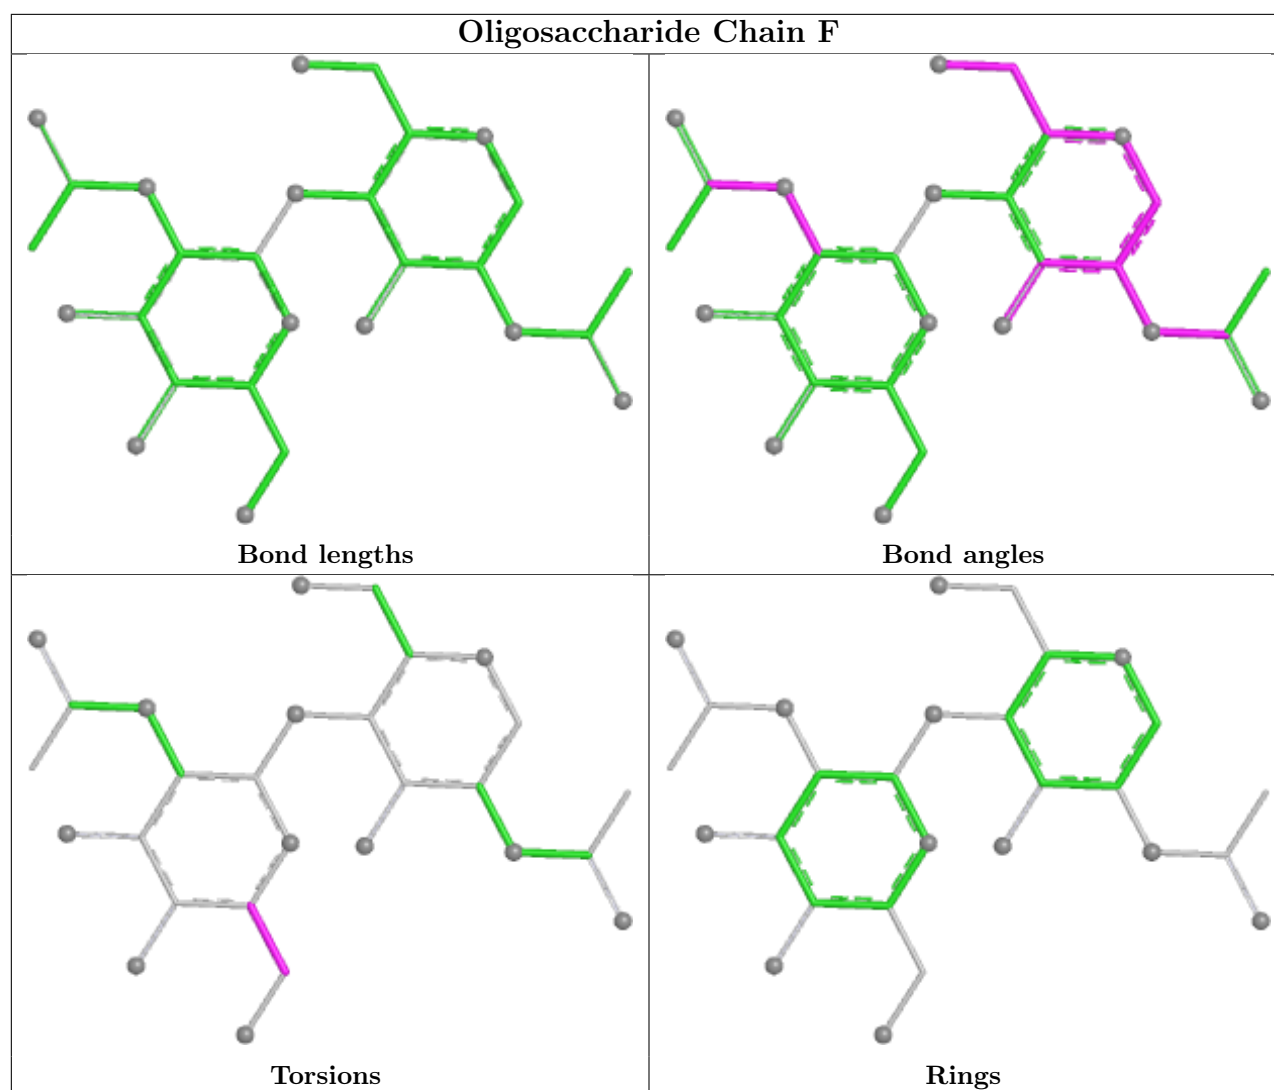 Oligosaccharide Chain F
Bond lengths
Bond angles
Torsions
Rings